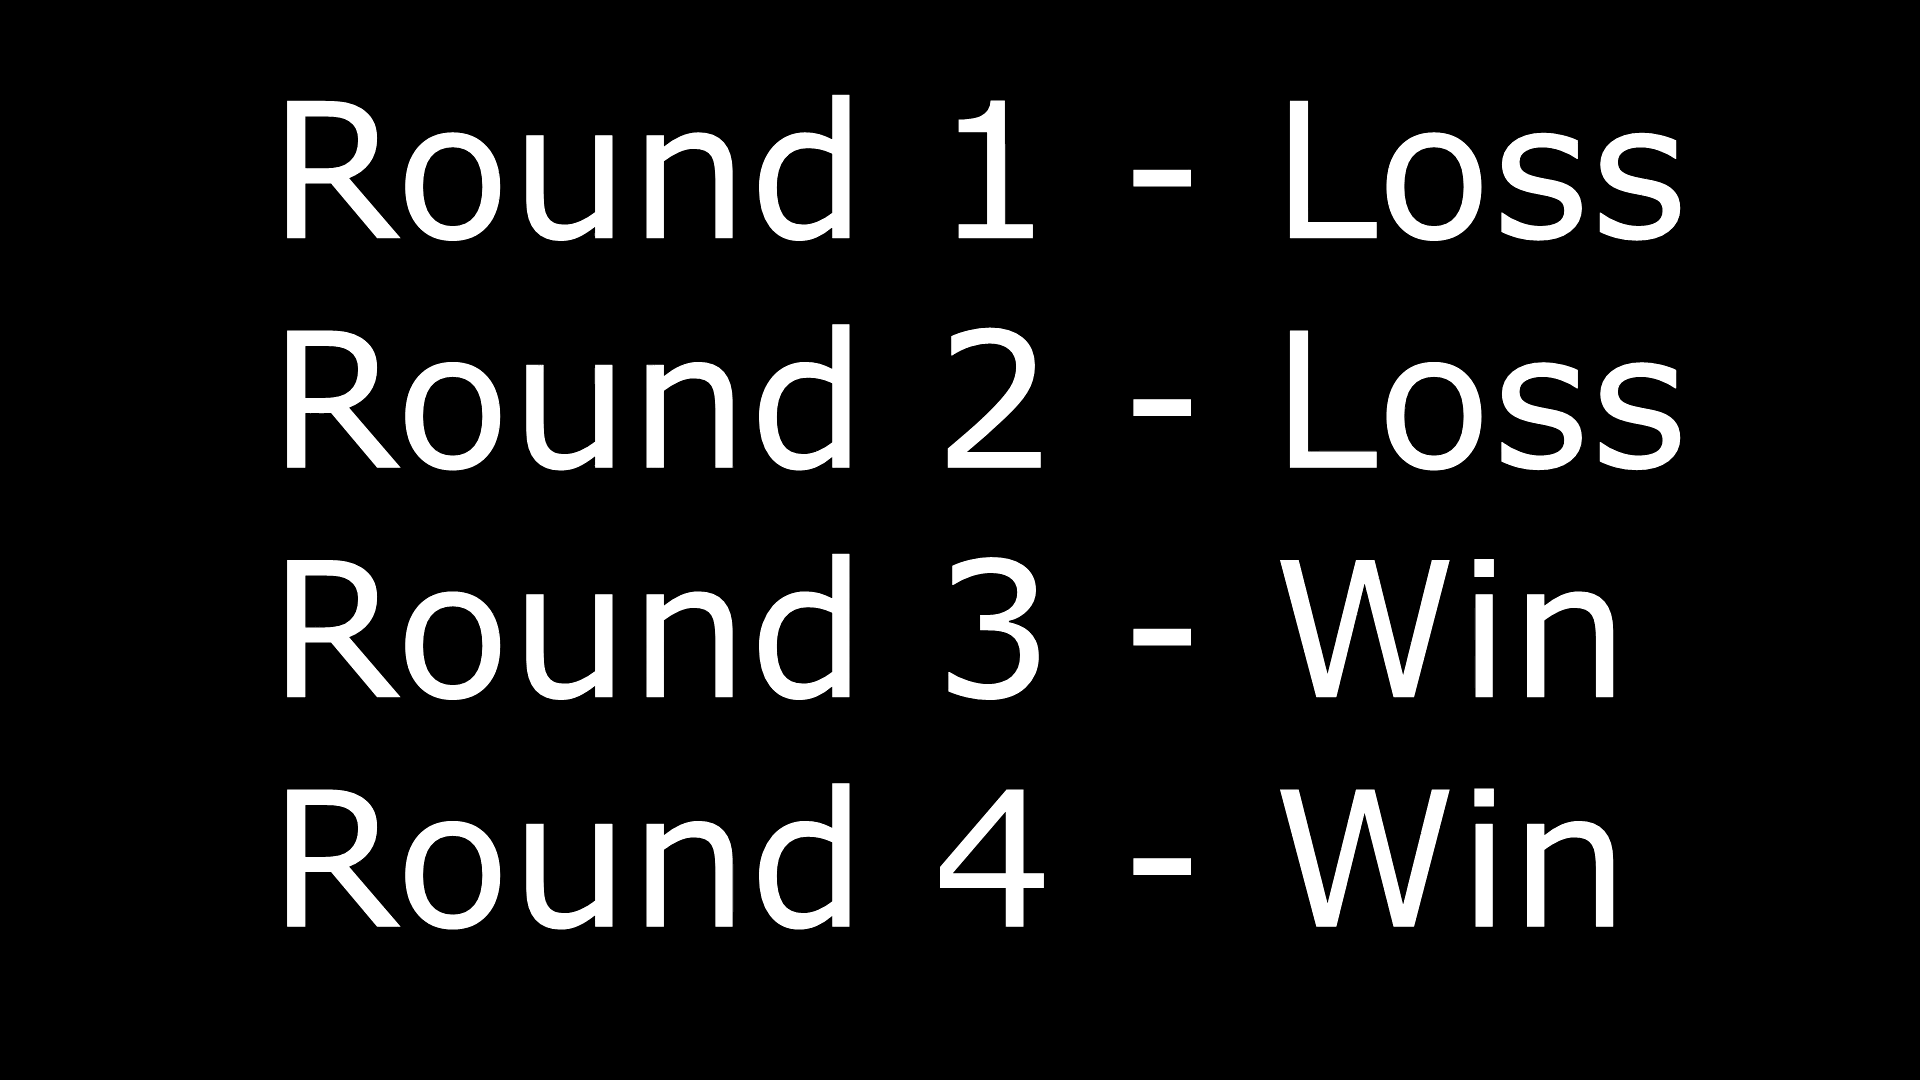 Round 1 - Loss
Round 2 - Loss
Round 3 - Win
Round 4 - Win